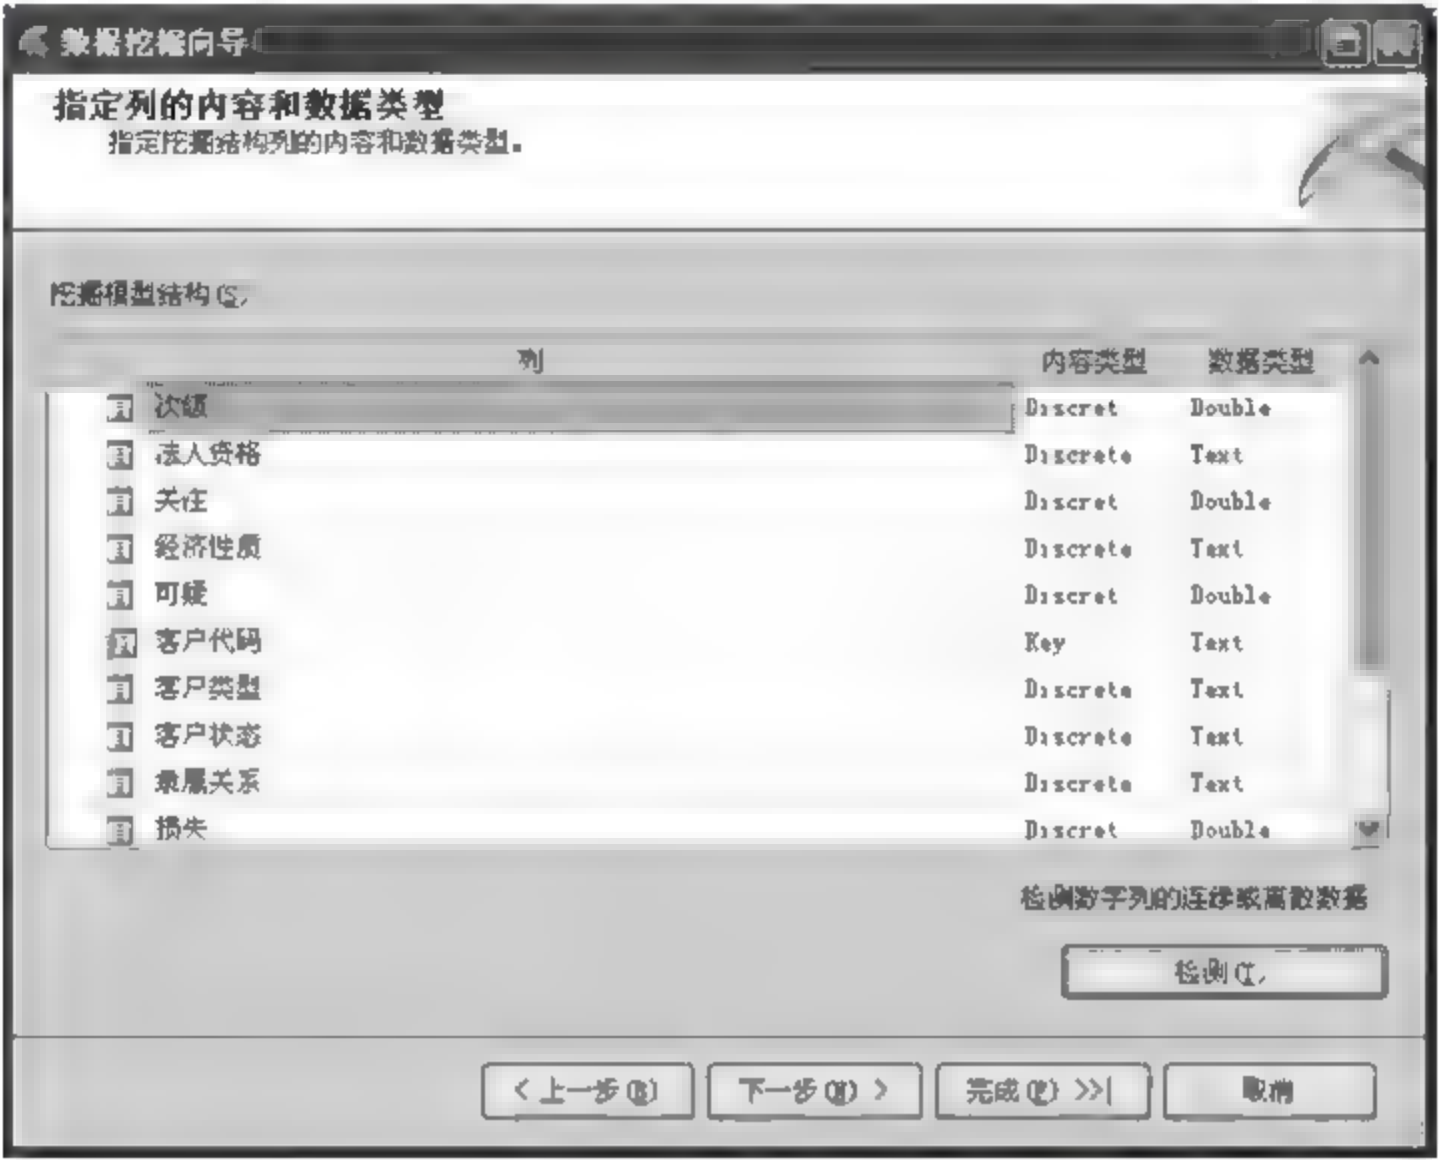 数据挖掘向导
指定列的内容和数据类型
指定挖掘结构列的内容和数据类型。
挖掘模型结构(S)
列 内容类型 数据类型
次级 Discret Double
法人资格 Discrete Text
关注 Discret Double
经济性质 Discrete Text
可疑 Discret Double
客户代码 Key Text
客户类型 Discrete Text
客户状态 Discrete Text
隶属关系 Discrete Text
损失 Discret Double
检测数字列的连续或离散数据
检测(T)
< 上一步(B) 下一步(N) > 完成(F) >>| 取消